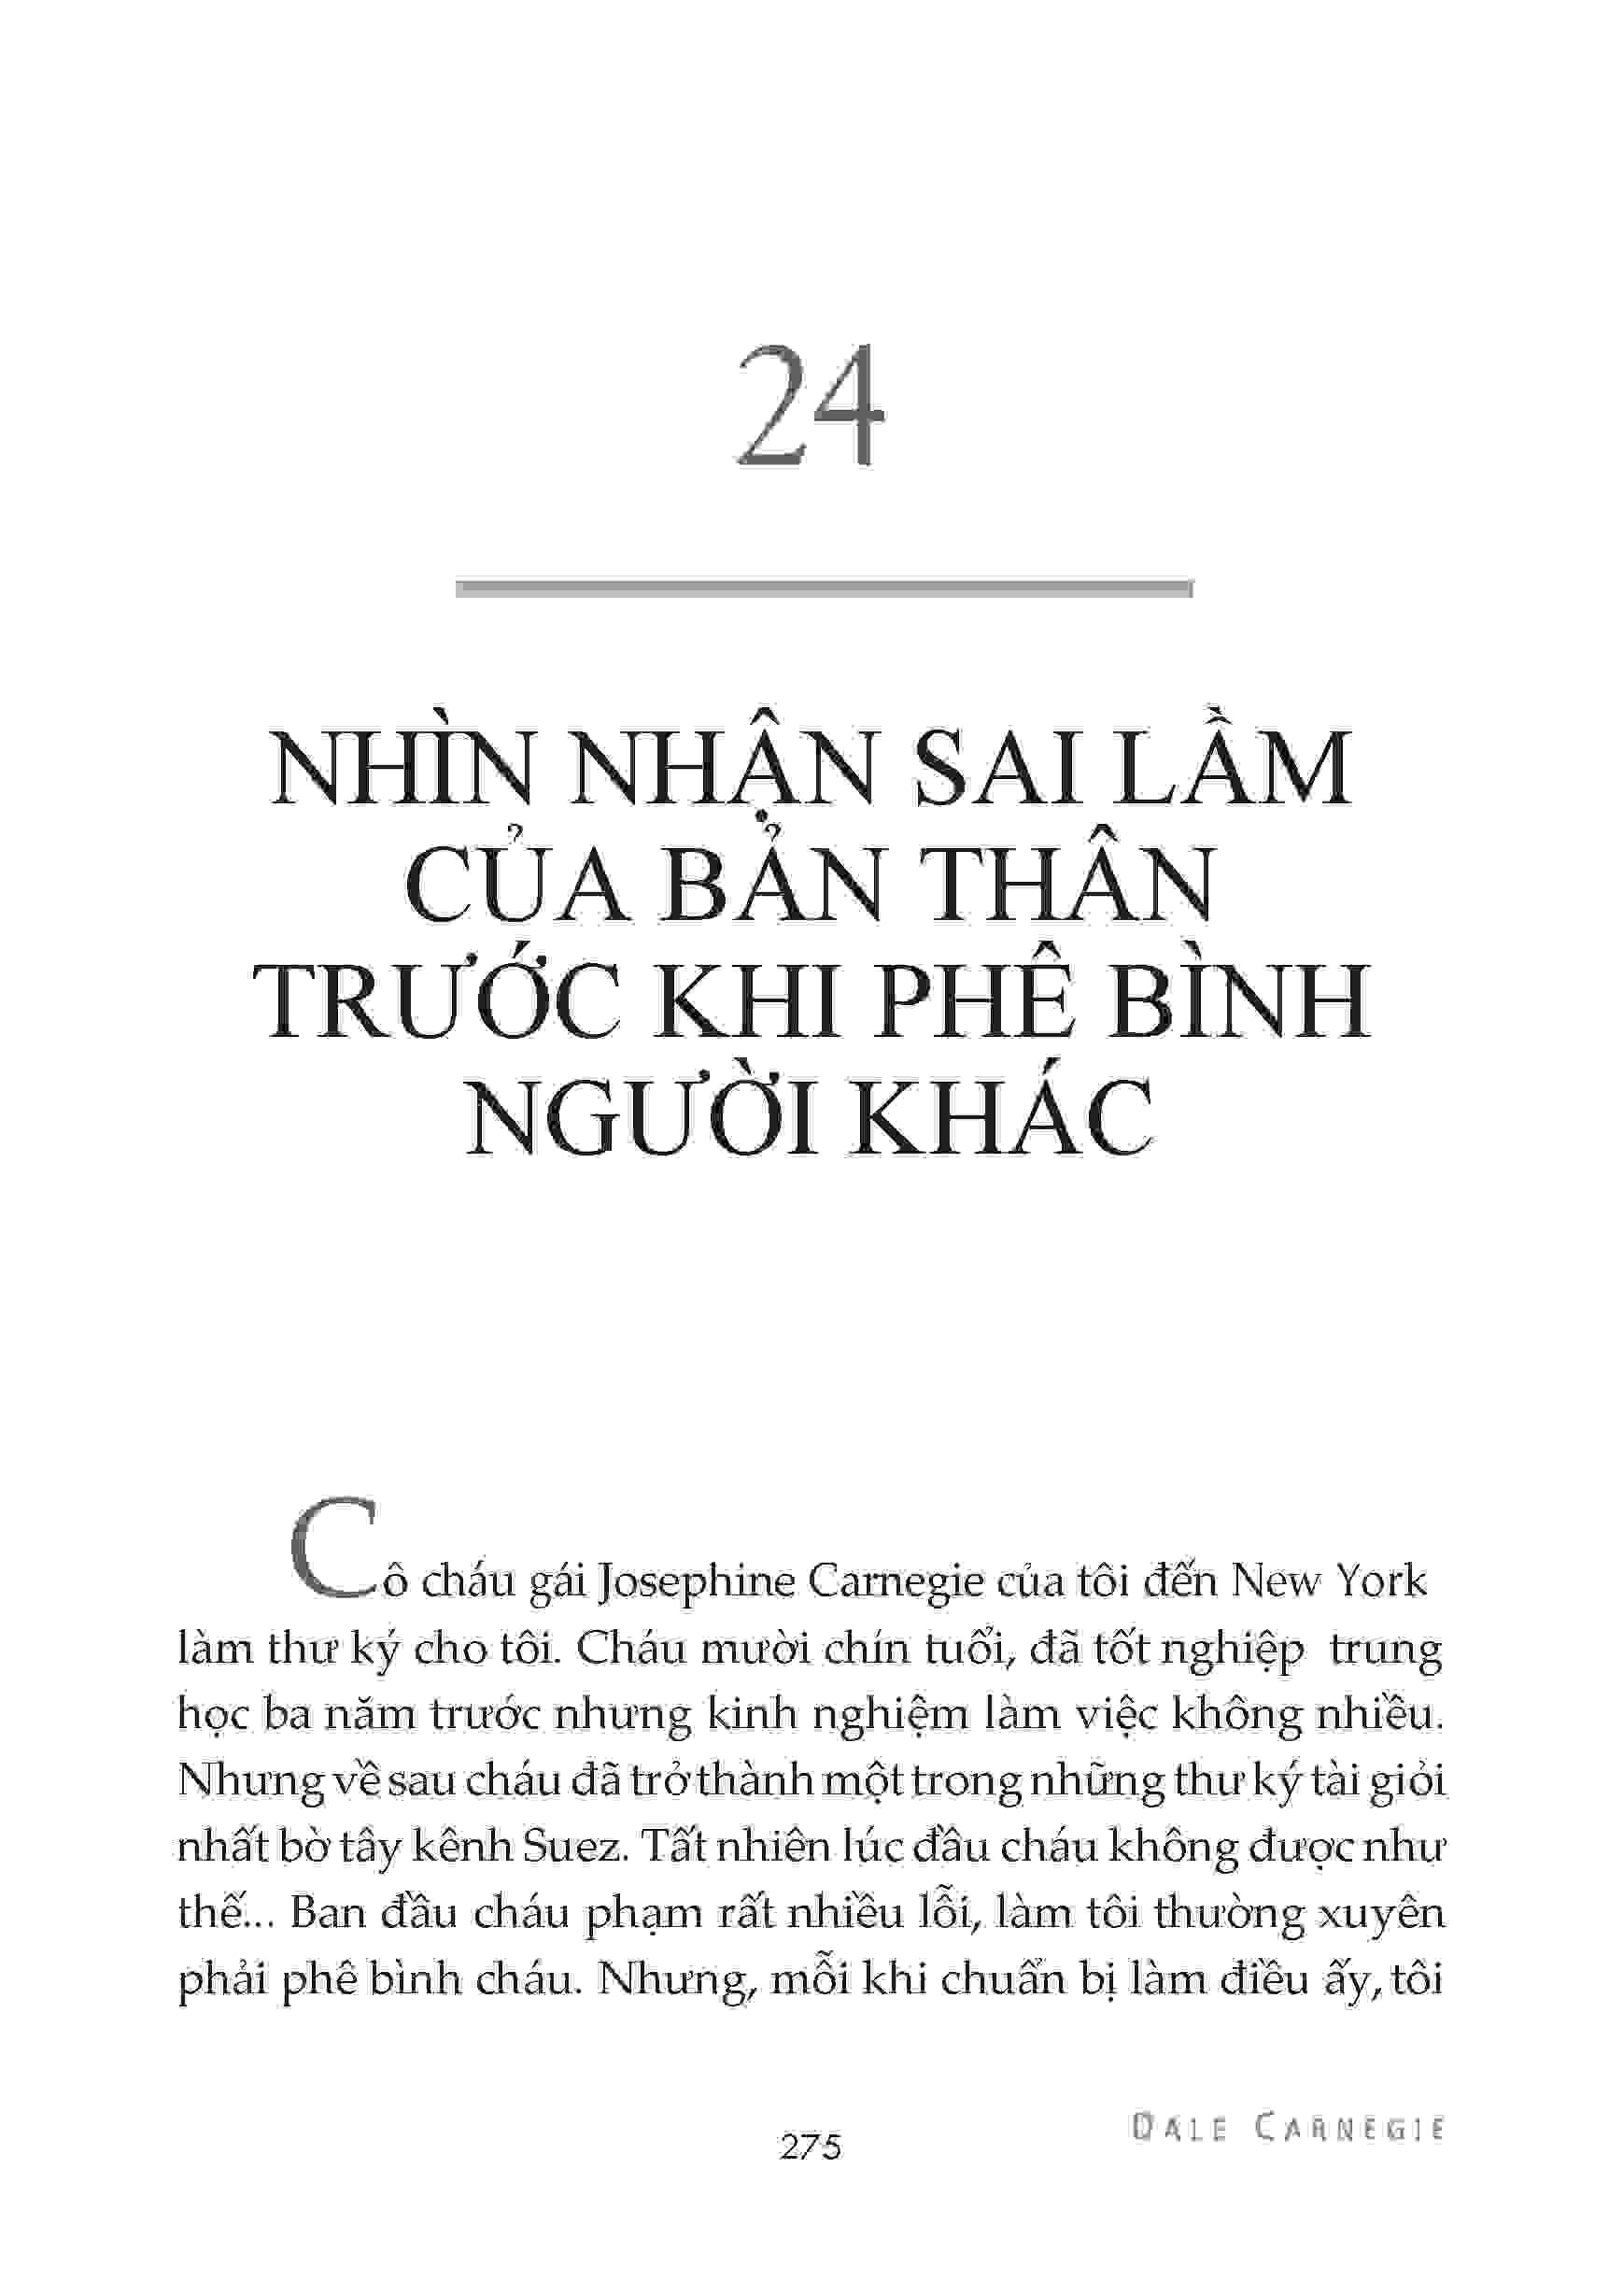 24
NHÌN NHẬN SAI LẦM
CỦA BẢN THÂN
TRƯỚC KHI PHÊ BÌNH
NGƯỜI KHÁC
Cô cháu gái Josephine Carnegie của tôi đến New York
làm thư ký cho tôi. Cháu mười chín tuổi, đã tốt nghiệp trung
học ba năm trước nhưng kinh nghiệm làm việc không nhiều.
Nhưng về sau cháu đã trở thành một trong những thư ký tài giỏi
nhất bờ tây kênh Suez. Tất nhiên lúc đầu cháu không được như
thế... Ban đầu cháu phạm rất nhiều lỗi, làm tôi thường xuyên
phải phê bình cháu. Nhưng, mỗi khi chuẩn bị làm điều ấy, tôi
275
DALE CARNEGIE